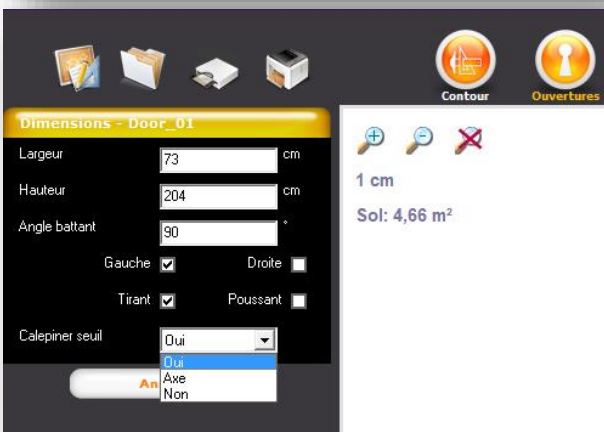 Contour
Ouvertures
Dimensions - Door_01
Largeur 73 cm
Hauteur 204 cm
Angle battant 90 °
Gauche Droite
Tirant Poussant
Calepiner seuil Oui
Oui
Axe
Non
An
1 cm
Sol: 4,66 m²